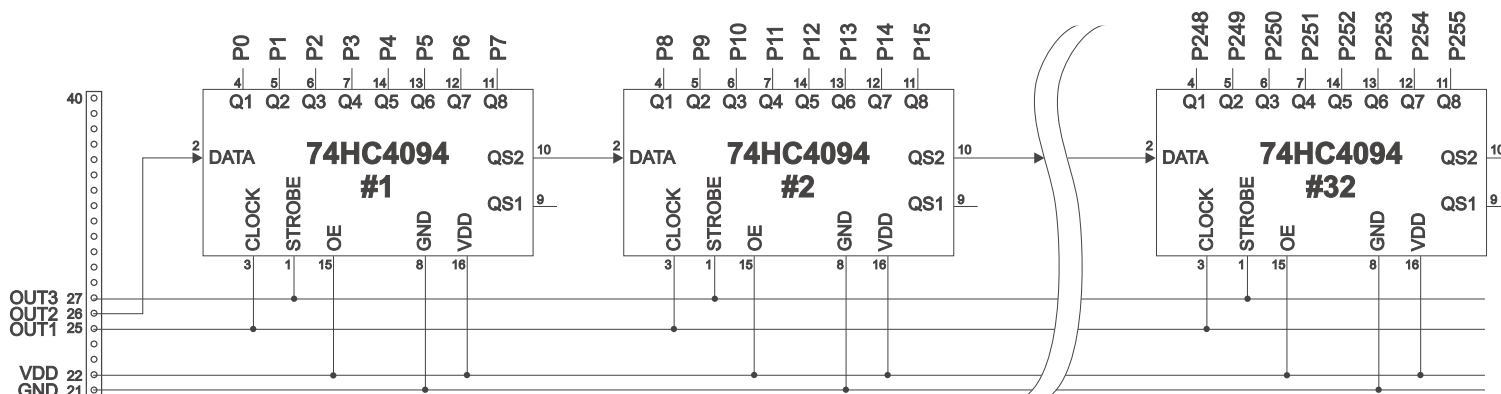 P0 P1 P2 P3 P4 P5 P6 P7
4 5 6 7 14 13 12 11
Q1 Q2 Q3 Q4 Q5 Q6 Q7 Q8
2 DATA
74HC4094
#1
QS2 10
QS1 9
CLOCK STROBE OE GND VDD
3 1 15 8 16
P8 P9 P10 P11 P12 P13 P14 P15
4 5 6 7 14 13 12 11
Q1 Q2 Q3 Q4 Q5 Q6 Q7 Q8
2 DATA
74HC4094
#2
QS2 10
QS1 9
CLOCK STROBE OE GND VDD
3 1 15 8 16
P248 P249 P250 P251 P252 P253 P254 P255
4 5 6 7 14 13 12 11
Q1 Q2 Q3 Q4 Q5 Q6 Q7 Q8
2 DATA
74HC4094
#32
QS2 10
QS1 9
CLOCK STROBE OE GND VDD
3 1 15 8 16
40
OUT3 27
OUT2 26
OUT1 25
VDD 22
GND 21